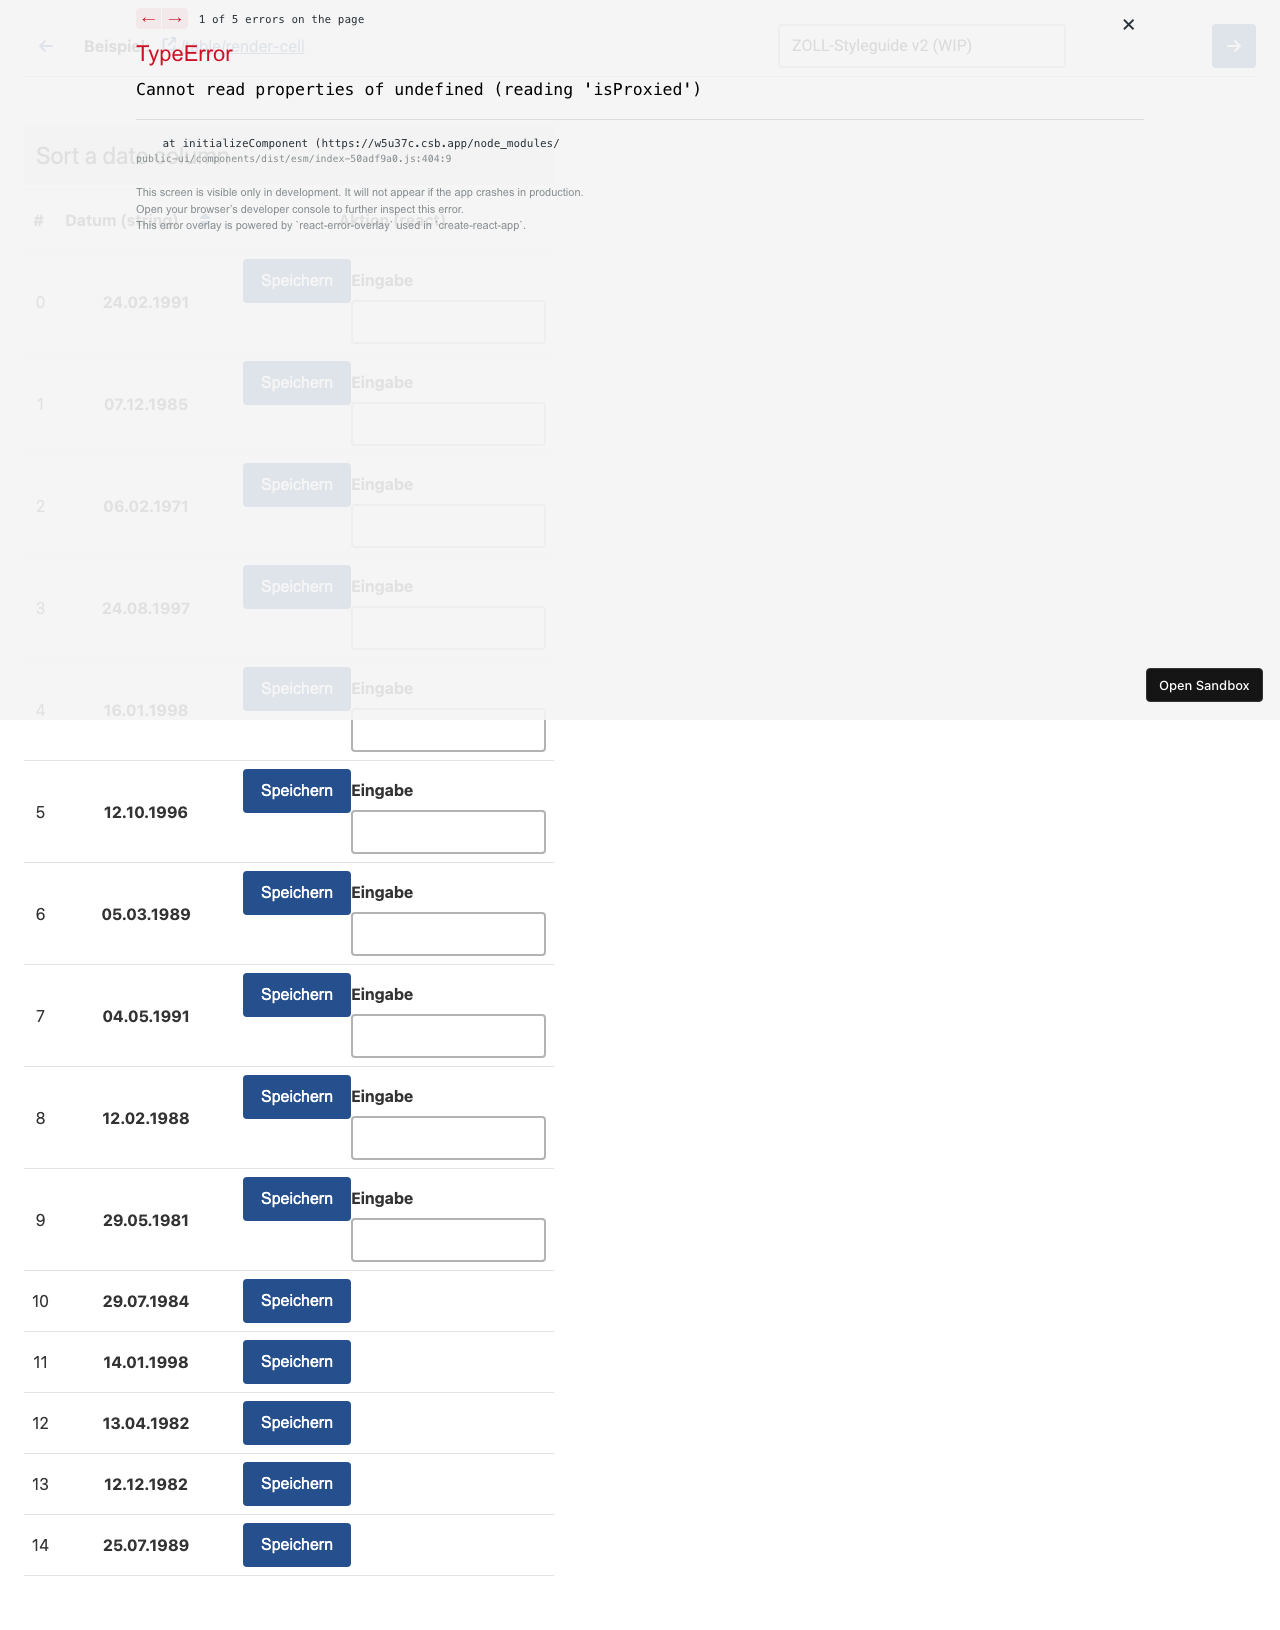 ← → 1 of 5 errors on the page
✕
← Beispiel /table/render-cell
ZOLL-Styleguide v2 (WIP)
→
TypeError
Cannot read properties of undefined (reading 'isProxied')
at initializeComponent (https://w5u37c.csb.app/node_modules/
public-ui/components/dist/esm/index-50adf9a0.js:404:9
Sort a date column
This screen is visible only in development. It will not appear if the app crashes in production.
Open your browser’s developer console to further inspect this error.
This error overlay is powered by `react-error-overlay` used in `create-react-app`.
# Datum (string) Aktion (react)
0 24.02.1991 Speichern Eingabe
1 07.12.1985 Speichern Eingabe
2 06.02.1971 Speichern Eingabe
3 24.08.1997 Speichern Eingabe
4 16.01.1998 Speichern Eingabe
Open Sandbox
5 12.10.1996 Speichern Eingabe
6 05.03.1989 Speichern Eingabe
7 04.05.1991 Speichern Eingabe
8 12.02.1988 Speichern Eingabe
9 29.05.1981 Speichern Eingabe
10 29.07.1984 Speichern
11 14.01.1998 Speichern
12 13.04.1982 Speichern
13 12.12.1982 Speichern
14 25.07.1989 Speichern